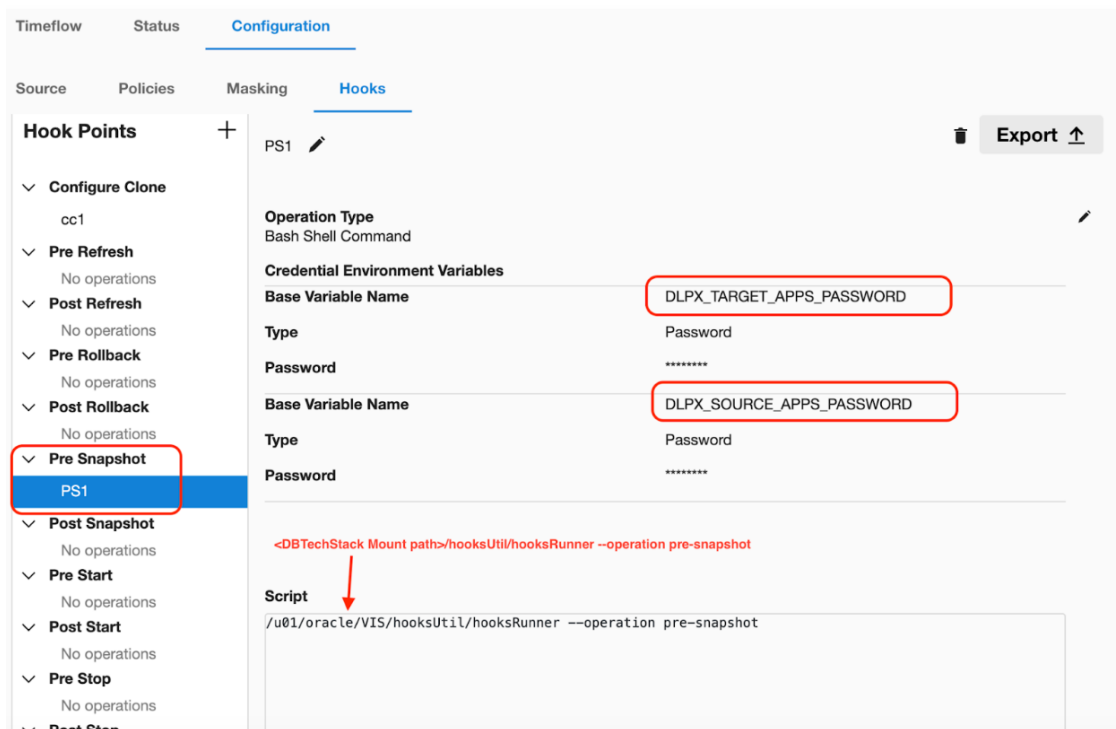 Timeflow Status Configuration
Source Policies Masking Hooks
Hook Points +
PS1
Export
Configure Clone
cc1
Pre Refresh
No operations
Post Refresh
No operations
Pre Rollback
No operations
Post Rollback
No operations
Pre Snapshot
PS1
Post Snapshot
No operations
Pre Start
No operations
Post Start
No operations
Pre Stop
No operations
Post Stop
Operation Type
Bash Shell Command
Credential Environment Variables
Base Variable Name DLPX_TARGET_APPS_PASSWORD
Type Password
Password ********
Base Variable Name DLPX_SOURCE_APPS_PASSWORD
Type Password
Password ********
<DBTechStack Mount path>/hooksUtil/hooksRunner --operation pre-snapshot
Script
/u01/oracle/VIS/hooksUtil/hooksRunner --operation pre-snapshot